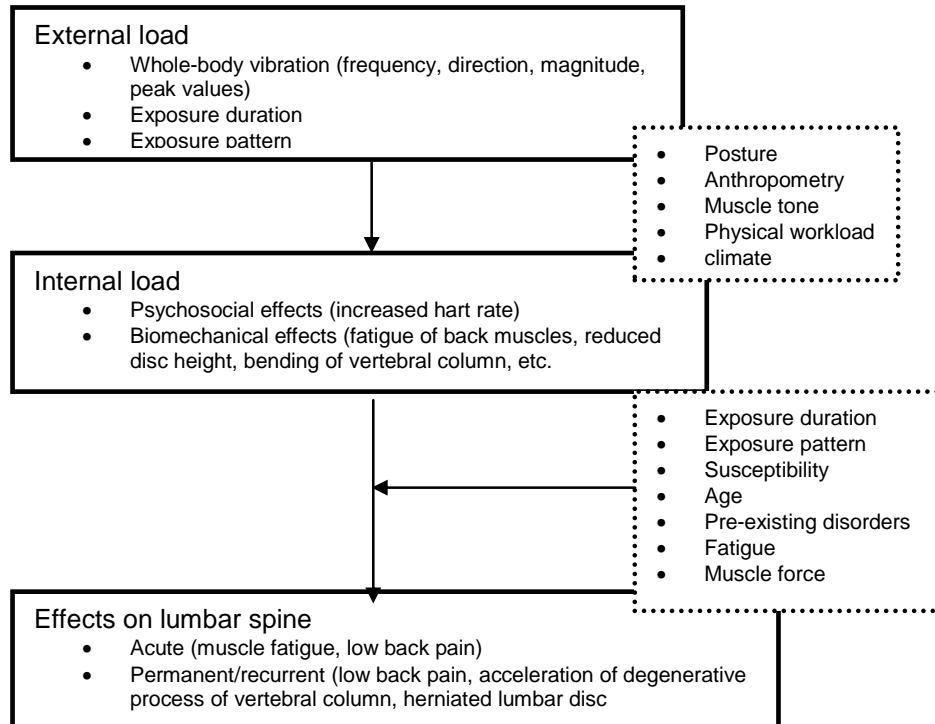 External load
• Whole-body vibration (frequency, direction, magnitude,
peak values)
• Exposure duration
• Exposure pattern
• Posture
• Anthropometry
• Muscle tone
• Physical workload
• climate
Internal load
• Psychosocial effects (increased hart rate)
• Biomechanical effects (fatigue of back muscles, reduced
disc height, bending of vertebral column, etc.
• Exposure duration
• Exposure pattern
• Susceptibility
• Age
• Pre-existing disorders
• Fatigue
• Muscle force
Effects on lumbar spine
• Acute (muscle fatigue, low back pain)
• Permanent/recurrent (low back pain, acceleration of degenerative
process of vertebral column, herniated lumbar disc